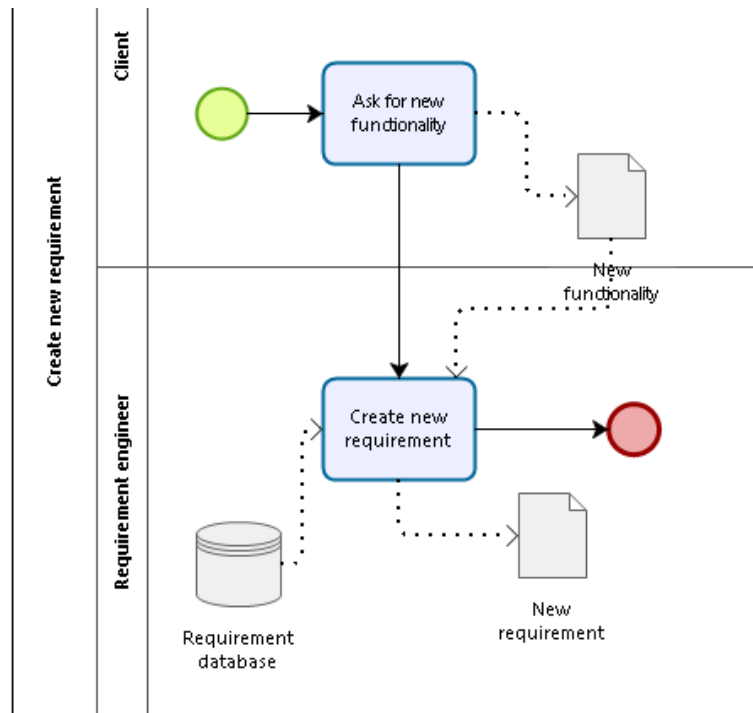 Create new requirement
Client
Ask for new
functionality
New
functionality
Requirement engineer
Create new
requirement
Requirement
database
New
requirement